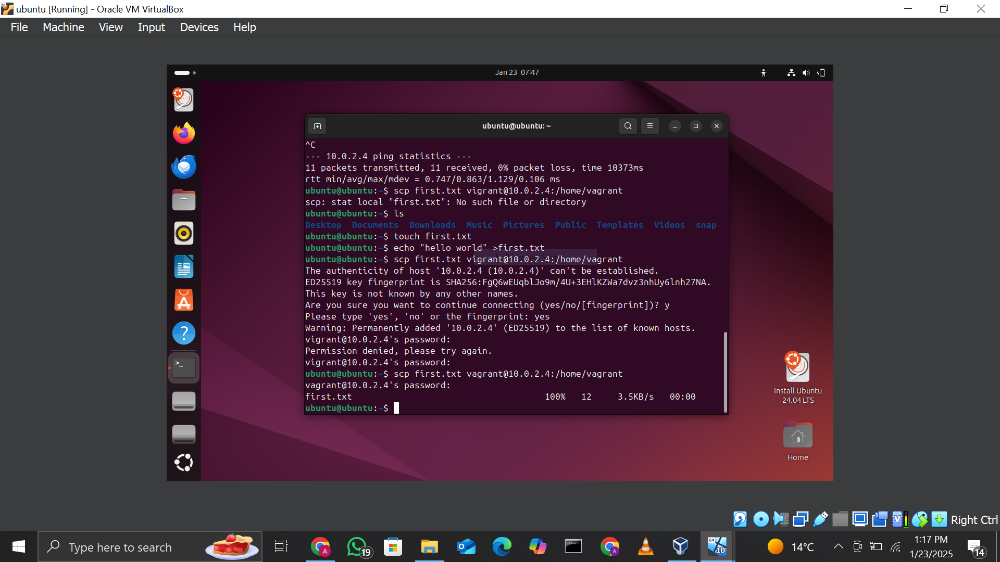 ubuntu [Running] - Oracle VM VirtualBox
File Machine View Input Devices Help
Jan 23 07:47
ubuntu@ubuntu: ~
^C
--- 10.0.2.4 ping statistics ---
11 packets transmitted, 11 received, 0% packet loss, time 10373ms
rtt min/avg/max/mdev = 0.747/0.863/1.129/0.106 ms
ubuntu@ubuntu:~$ scp first.txt vigrant@10.0.2.4:/home/vagrant
scp: stat local "first.txt": No such file or directory
ubuntu@ubuntu:~$ ls
Desktop Documents Downloads Music Pictures Public Templates Videos snap
ubuntu@ubuntu:~$ touch first.txt
ubuntu@ubuntu:~$ echo "hello world" >first.txt
ubuntu@ubuntu:~$ scp first.txt vigrant@10.0.2.4:/home/vagrant
The authenticity of host '10.0.2.4 (10.0.2.4)' can't be established.
ED25519 key fingerprint is SHA256:FgQ6wEUqblJo9m/4U+3EHlKZWa7dvz3nhUy6lnh27NA.
This key is not known by any other names.
Are you sure you want to continue connecting (yes/no/[fingerprint])? y
Please type 'yes', 'no' or the fingerprint: yes
Warning: Permanently added '10.0.2.4' (ED25519) to the list of known hosts.
vigrant@10.0.2.4's password:
Permission denied, please try again.
vigrant@10.0.2.4's password:
ubuntu@ubuntu:~$ scp first.txt vagrant@10.0.2.4:/home/vagrant
vagrant@10.0.2.4's password:
first.txt 100% 12 3.5KB/s 00:00
ubuntu@ubuntu:~$
Install Ubuntu
24.04 LTS
Home
Right Ctrl
Type here to search
19
64
10
14°C
1:17 PM
1/23/2025
14